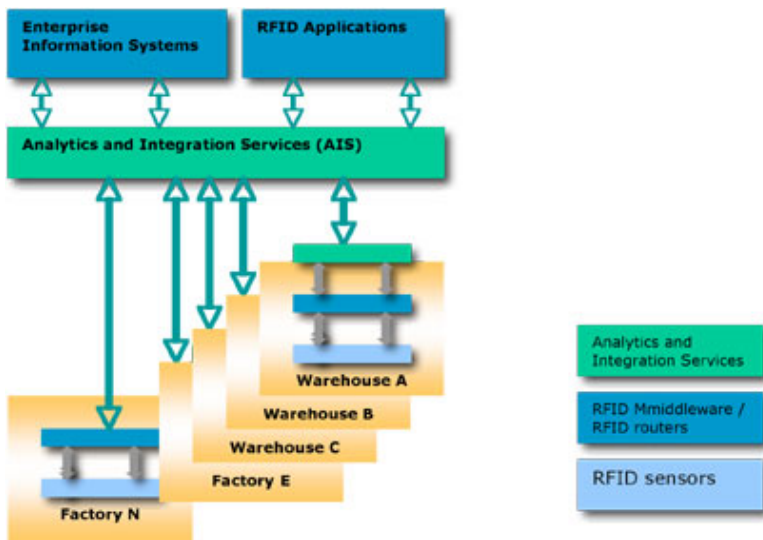 Enterprise
Information Systems
RFID Applications
Analytics and Integration Services (AIS)
Warehouse A
Warehouse B
Warehouse C
Factory E
Factory N
Analytics and
Integration Services
RFID Mmiddleware /
RFID routers
RFID sensors